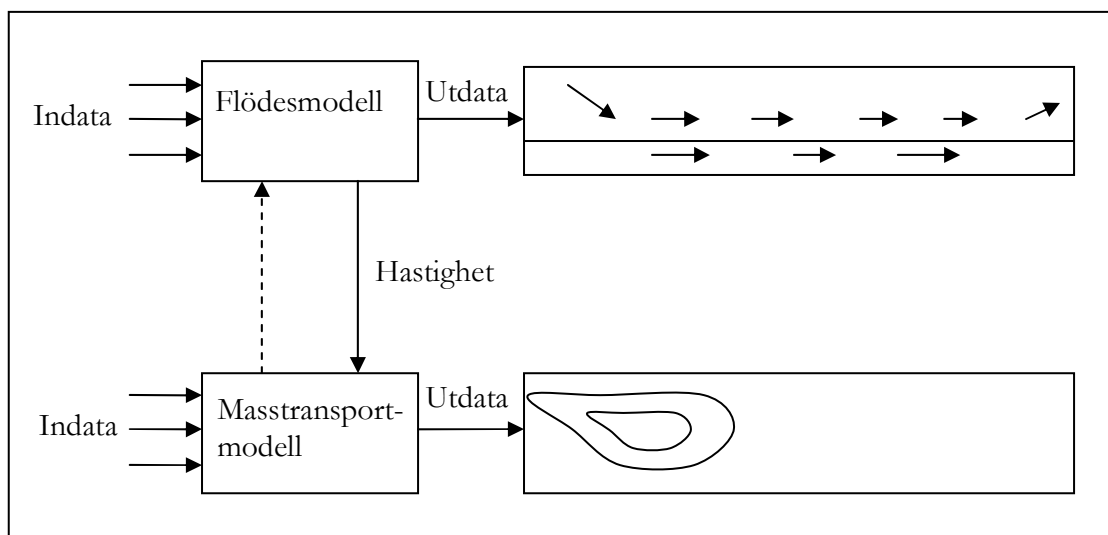 Indata
Flödesmodell
Utdata
Hastighet
Indata
Masstransport-
modell
Utdata